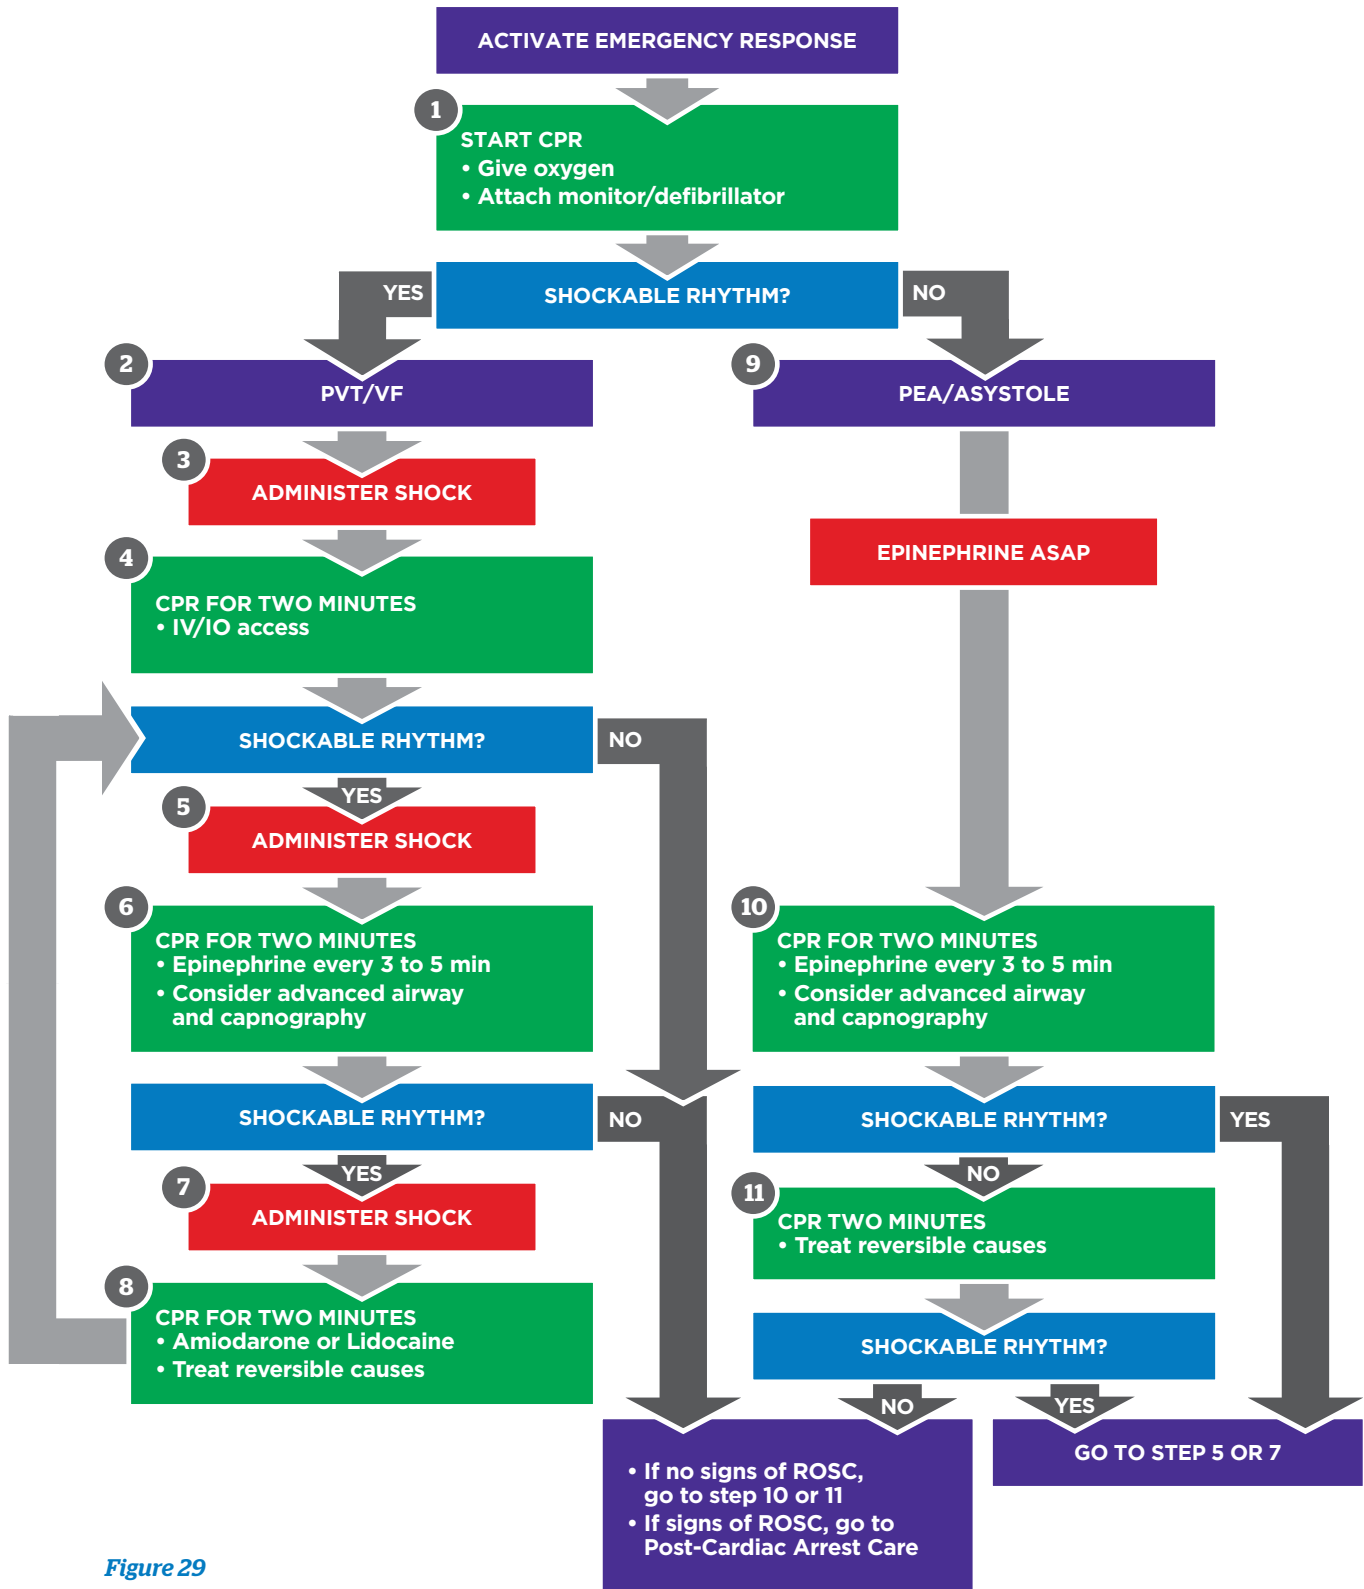 ACTIVATE EMERGENCY RESPONSE
1
START CPR
• Give oxygen
• Attach monitor/defibrillator
YES
SHOCKABLE RHYTHM?
NO
2
PVT/VF
3
ADMINISTER SHOCK
4
CPR FOR TWO MINUTES
• IV/IO access
SHOCKABLE RHYTHM?
NO
YES
5
ADMINISTER SHOCK
6
CPR FOR TWO MINUTES
• Epinephrine every 3 to 5 min
• Consider advanced airway
and capnography
SHOCKABLE RHYTHM?
NO
YES
7
ADMINISTER SHOCK
8
CPR FOR TWO MINUTES
• Amiodarone or Lidocaine
• Treat reversible causes
9
PEA/ASYSTOLE
EPINEPHRINE ASAP
10
CPR FOR TWO MINUTES
• Epinephrine every 3 to 5 min
• Consider advanced airway
and capnography
SHOCKABLE RHYTHM?
YES
NO
11
CPR TWO MINUTES
• Treat reversible causes
SHOCKABLE RHYTHM?
NO
YES
• If no signs of ROSC,
go to step 10 or 11
• If signs of ROSC, go to
Post-Cardiac Arrest Care
GO TO STEP 5 OR 7
Figure 29